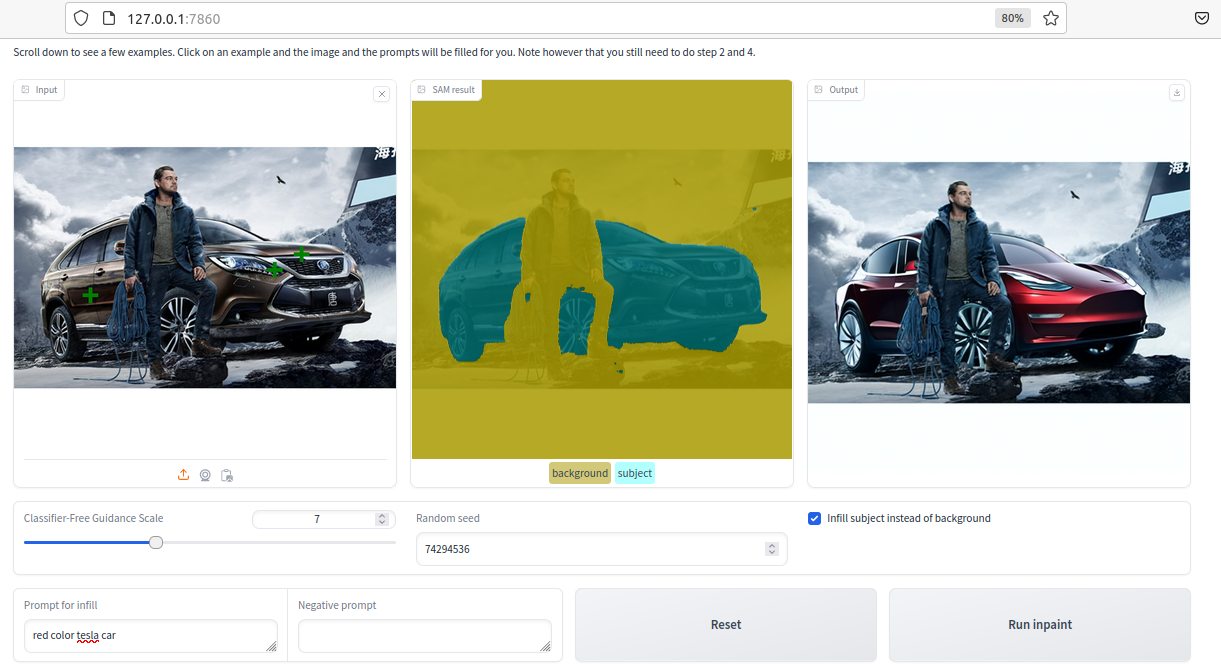 127.0.0.1:7860
80%
Scroll down to see a few examples. Click on an example and the image and the prompts will be filled for you. Note however that you still need to do step 2 and 4.
Input
SAM result
Output
background
subject
Classifier-Free Guidance Scale
7
Random seed
74294536
Infill subject instead of background
Prompt for infill
red color tesla car
Negative prompt
Reset
Run inpaint